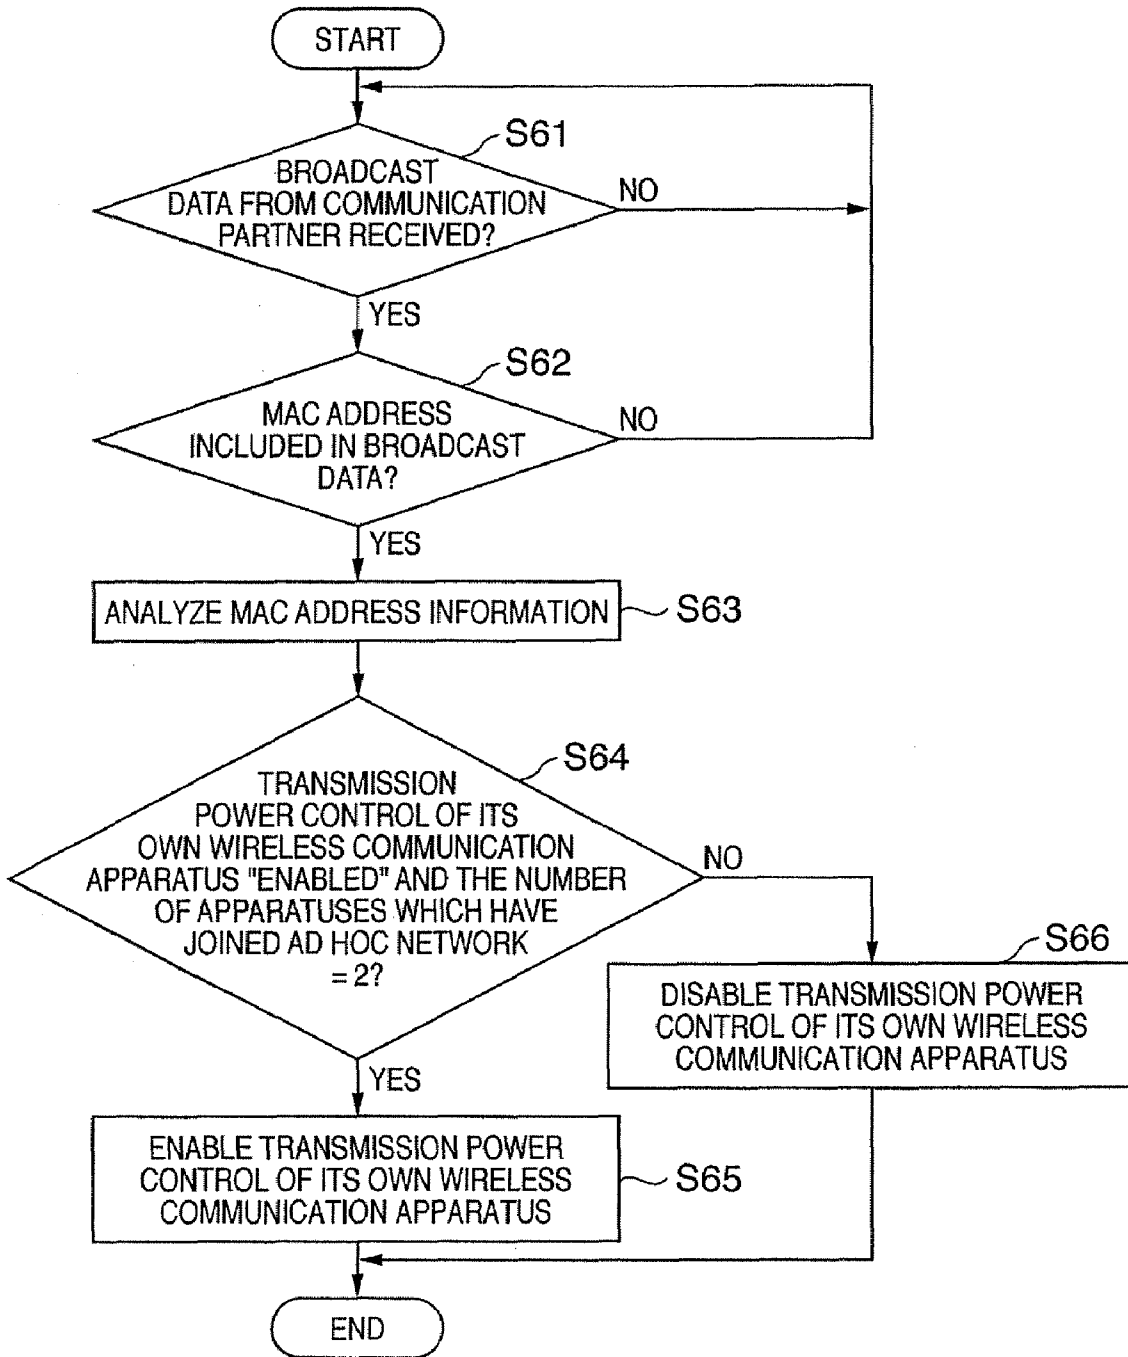 START
S61
BROADCAST
DATA FROM COMMUNICATION
PARTNER RECEIVED?
NO
YES
S62
MAC ADDRESS
INCLUDED IN BROADCAST
DATA?
NO
YES
ANALYZE MAC ADDRESS INFORMATION
S63
S64
TRANSMISSION
POWER CONTROL OF ITS
OWN WIRELESS COMMUNICATION
APPARATUS "ENABLED" AND THE NUMBER
OF APPARATUSES WHICH HAVE
JOINED AD HOC NETWORK
= 2?
NO
S66
DISABLE TRANSMISSION POWER
CONTROL OF ITS OWN WIRELESS
COMMUNICATION APPARATUS
YES
ENABLE TRANSMISSION POWER
CONTROL OF ITS OWN WIRELESS
COMMUNICATION APPARATUS
S65
END